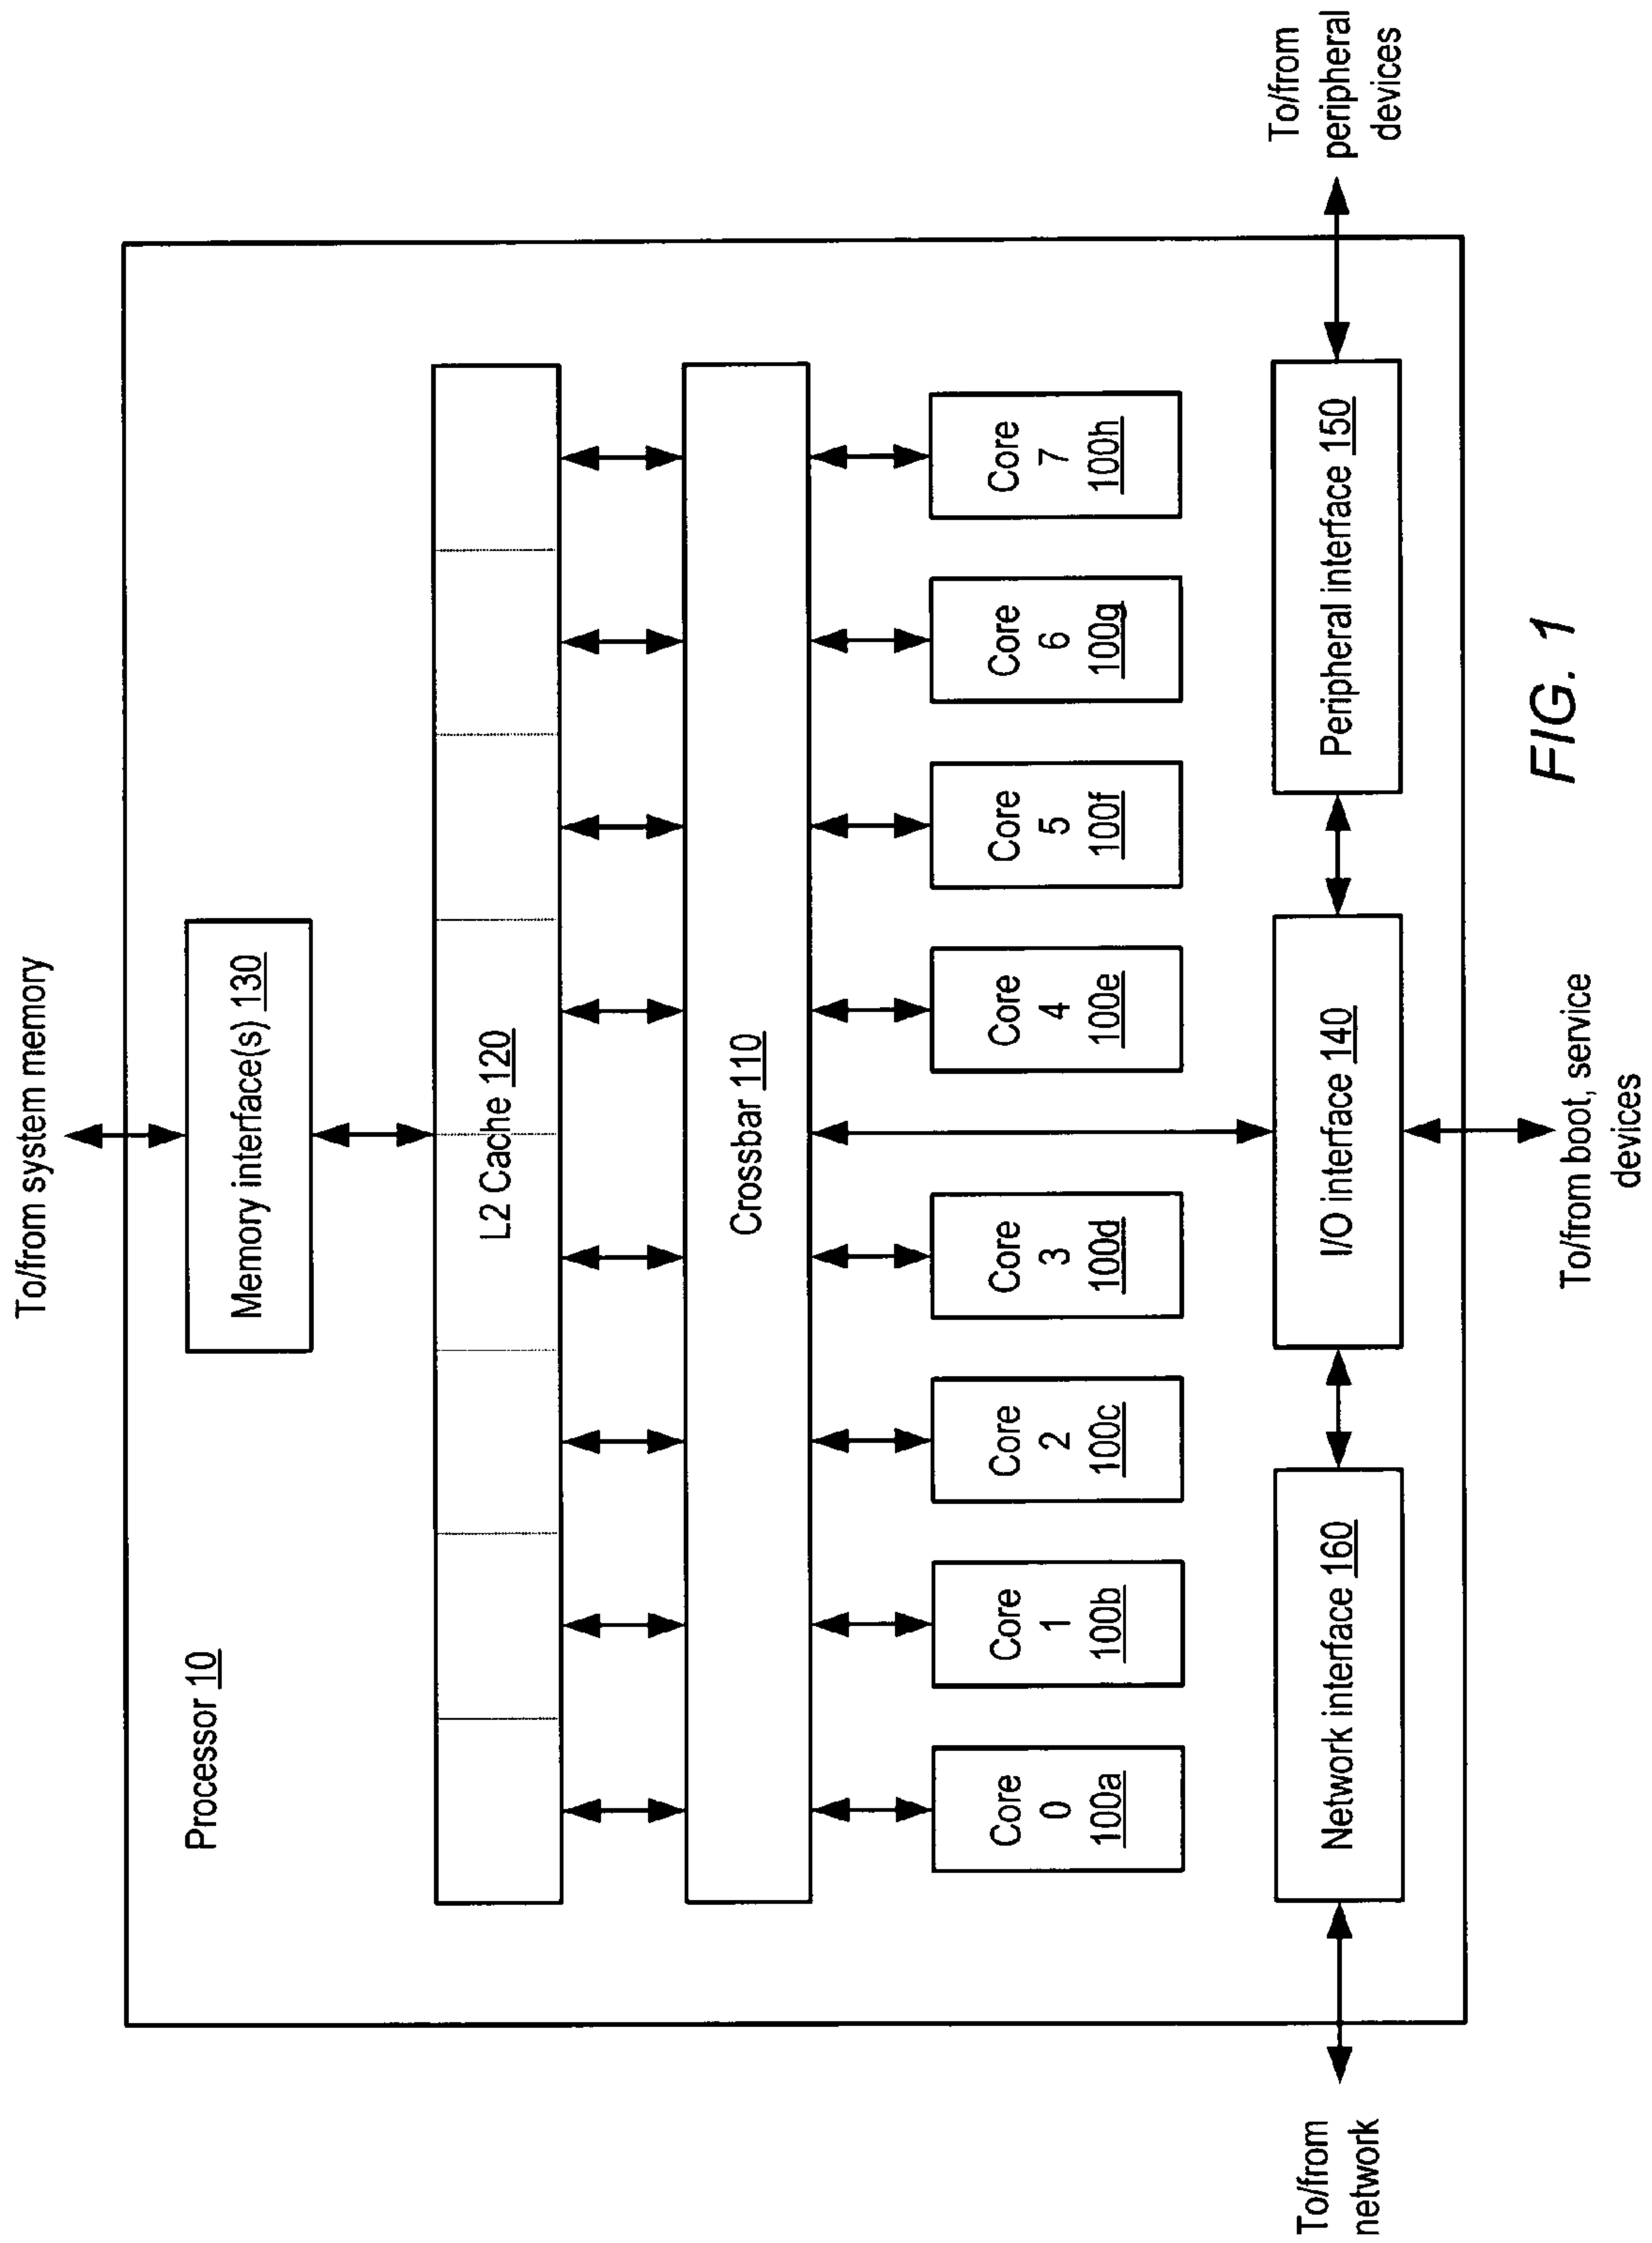 To/from system memory
Processor 10
Memory interface(s) 130
L2 Cache 120
Crossbar 110
Core
0
100a
Core
1
100b
Core
2
100c
Core
3
100d
Core
4
100e
Core
5
100f
Core
6
100g
Core
7
100h
To/from
network
Network interface 160
I/O interface 140
Peripheral interface 150
To/from
peripheral
devices
To/from boot, service
devices
FIG. 1